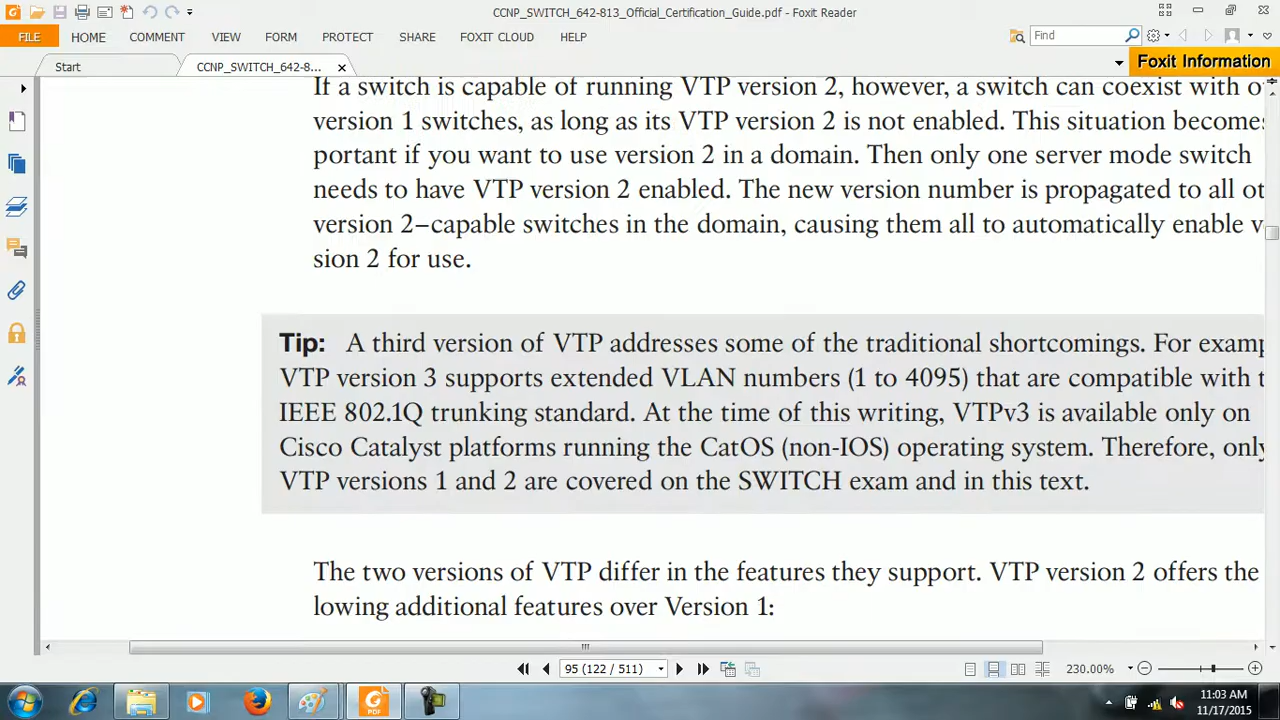 CCNP_SWITCH_642-813_Official_Certification_Guide.pdf - Foxit Reader
FILE HOME COMMENT VIEW FORM PROTECT SHARE FOXIT CLOUD HELP Find
Start CCNP_SWITCH_642-8... Foxit Information
If a switch is capable of running VTP version 2, however, a switch can coexist with o
version 1 switches, as long as its VTP version 2 is not enabled. This situation becomes
portant if you want to use version 2 in a domain. Then only one server mode switch
needs to have VTP version 2 enabled. The new version number is propagated to all ot
version 2–capable switches in the domain, causing them all to automatically enable v
sion 2 for use.
Tip: A third version of VTP addresses some of the traditional shortcomings. For examp
VTP version 3 supports extended VLAN numbers (1 to 4095) that are compatible with t
IEEE 802.1Q trunking standard. At the time of this writing, VTPv3 is available only on
Cisco Catalyst platforms running the CatOS (non-IOS) operating system. Therefore, only
VTP versions 1 and 2 are covered on the SWITCH exam and in this text.
The two versions of VTP differ in the features they support. VTP version 2 offers the
lowing additional features over Version 1:
95 (122 / 511) 230.00%
11:03 AM
11/17/2015